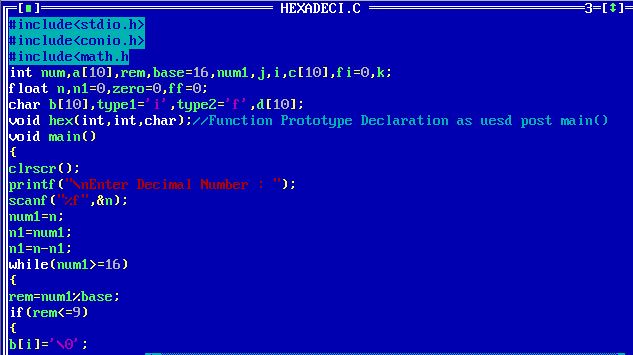 [■] HEXADECI.C 3=[↕]
#include<stdio.h>
#include<conio.h>
#include<math.h
int num,a[10],rem,base=16,num1,j,i,c[10],fi=0,k;
float n,n1=0,zero=0,ff=0;
char b[10],type1='i',type2='f',d[10];
void hex(int,int,char);//Function Prototype Declaration as uesd post main()
void main()
{
clrscr();
printf("\nEnter Decimal Number : ");
scanf("%f",&n);
num1=n;
n1=num1;
n1=n-n1;
while(num1>=16)
{
rem=num1%base;
if(rem<=9)
{
b[i]='\0';